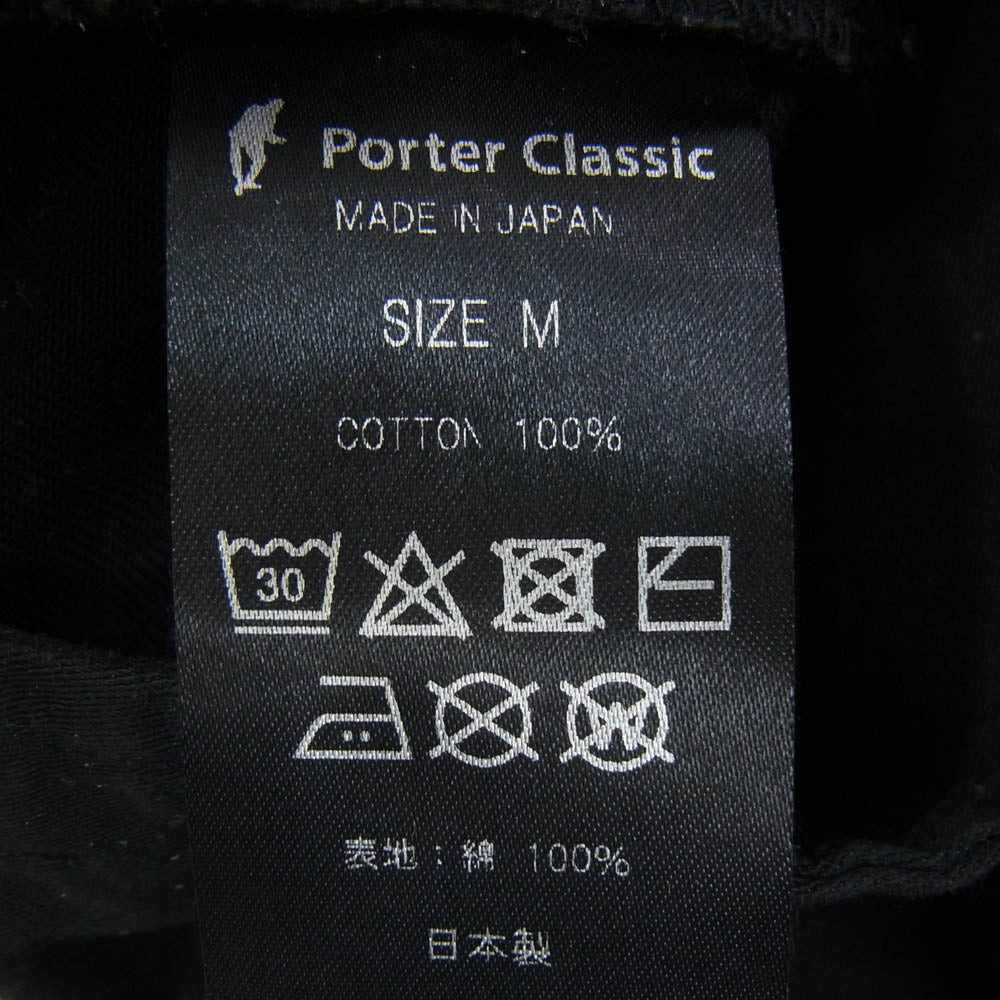 Porter Classic
MADE IN JAPAN
SIZE M
COTTON 100%
30
W
表地：綿 100%
日本製